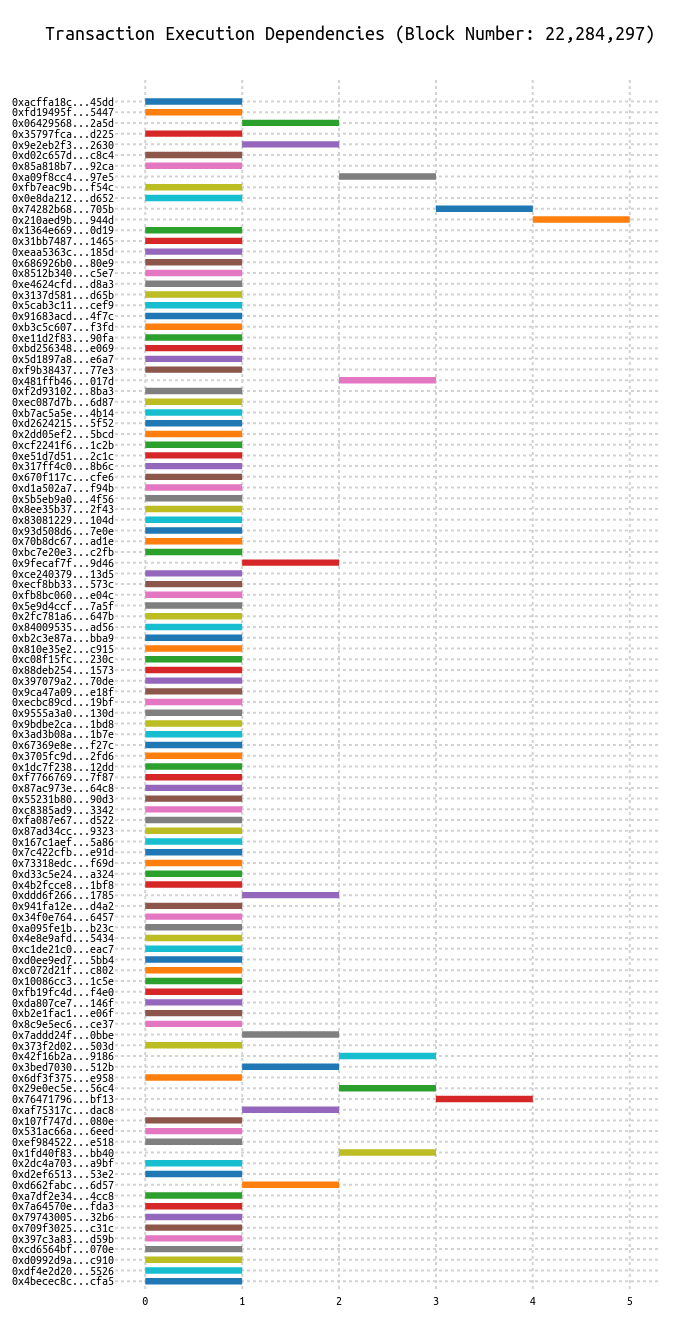 Transaction Execution Dependencies (Block Number: 22,284,297)
0xacffa18c...45dd
0xfd19495f...5447
0x06429568...2a5d
0x35797fca...d225
0x9e2eb2f3...2630
0xd02c657d...c8c4
0x85a818b7...92ca
0xa09f8cc4...97e5
0xfb7eac9b...f54c
0x0e8da212...d652
0x74282b68...705b
0x210aed9b...944d
0x1364e669...0d19
0x31bb7487...1465
0xeaa5363c...185d
0x686926b0...80e9
0x8512b340...c5e7
0xe4624cfd...d8a3
0x3137d581...d65b
0x5cab3c11...cef9
0x91683acd...4f7c
0xb3c5c607...f3fd
0xe11d2f83...90fa
0xbd256348...e069
0x5d1897a8...e6a7
0xf9b38437...77e3
0x481ffb46...017d
0xf2d93102...8ba3
0xec087d7b...6d87
0xb7ac5a5e...4b14
0xd2624215...5f52
0x2dd05ef2...5bcd
0xcf2241f6...1c2b
0xe51d7d51...2c1c
0x317ff4c0...8b6c
0x670f117c...cfe6
0xd1a502a7...f94b
0x5b5eb9a0...4f56
0x8ee35b37...2f43
0x83081229...104d
0x93d508d6...7e0e
0x70b8dc67...ad1e
0xbc7e20e3...c2fb
0x9fecaf7f...9d46
0xce240379...13d5
0xecf8bb33...573c
0xfb8bc060...e04c
0x5e9d4ccf...7a5f
0x2fc781a6...647b
0x84009535...ad56
0xb2c3e87a...bba9
0x810e35e2...c915
0xc08f15fc...230c
0x88deb254...1573
0x397079a2...70de
0x9ca47a09...e18f
0xecbc89cd...19bf
0x9555a3a0...130d
0x9bdbe2ca...1bd8
0x3ad3b08a...1b7e
0x67369e8e...f27c
0x3705fc9d...2fd6
0x1dc7f238...12dd
0xf7766769...7f87
0x87ac973e...64c8
0x55231b80...90d3
0xc8385ad9...3342
0xfa087e67...d522
0x87ad34cc...9323
0x167c1aef...5a86
0x7c422cfb...e91d
0x73318edc...f69d
0xd33c5e24...a324
0x4b2fcce8...1bf8
0xddd6f266...1785
0x941fa12e...d4a2
0x34f0e764...6457
0xa095fe1b...b23c
0x4e8e9afd...5434
0xc1de21c0...eac7
0xd0ee9ed7...5bb4
0xc072d21f...c802
0x10086cc3...1c5e
0xfb19fc4d...f4e0
0xda807ce7...146f
0xb2e1fac1...e06f
0x8c9e5ec6...ce37
0x7addd24f...0bbe
0x373f2d02...503d
0x42f16b2a...9186
0x3bed7030...512b
0x6df3f375...e958
0x29e0ec5e...56c4
0x76471796...bf13
0xaf75317c...dac8
0x107f747d...080e
0x531ac66a...6eed
0xef984522...e518
0x1fd40f83...bb40
0x2dc4a703...a9bf
0xd2ef6513...53e2
0xd662fabc...6d57
0xa7df2e34...4cc8
0x7a64570e...fda3
0x79743005...32b6
0x709f3025...c31c
0x397c3a83...d59b
0xcd6564bf...070e
0xd0992d9a...c910
0xdf4e2d20...5526
0x4becec8c...cfa5
0 1 2 3 4 5